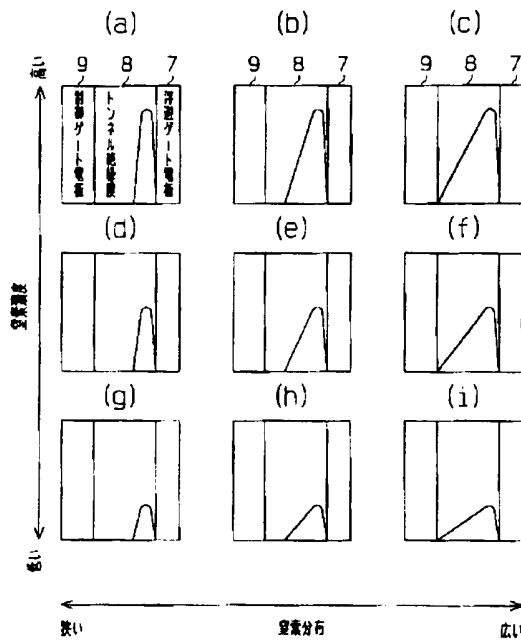 (a) (b) (c)
9 8 7 9 8 7 9 8 7
高い
制御ゲート電極
トンネル絶縁膜
浮遊ゲート電極
(d) (e) (f)
窒素濃度
(g) (h) (i)
低い
狭い 窒素分布 広い